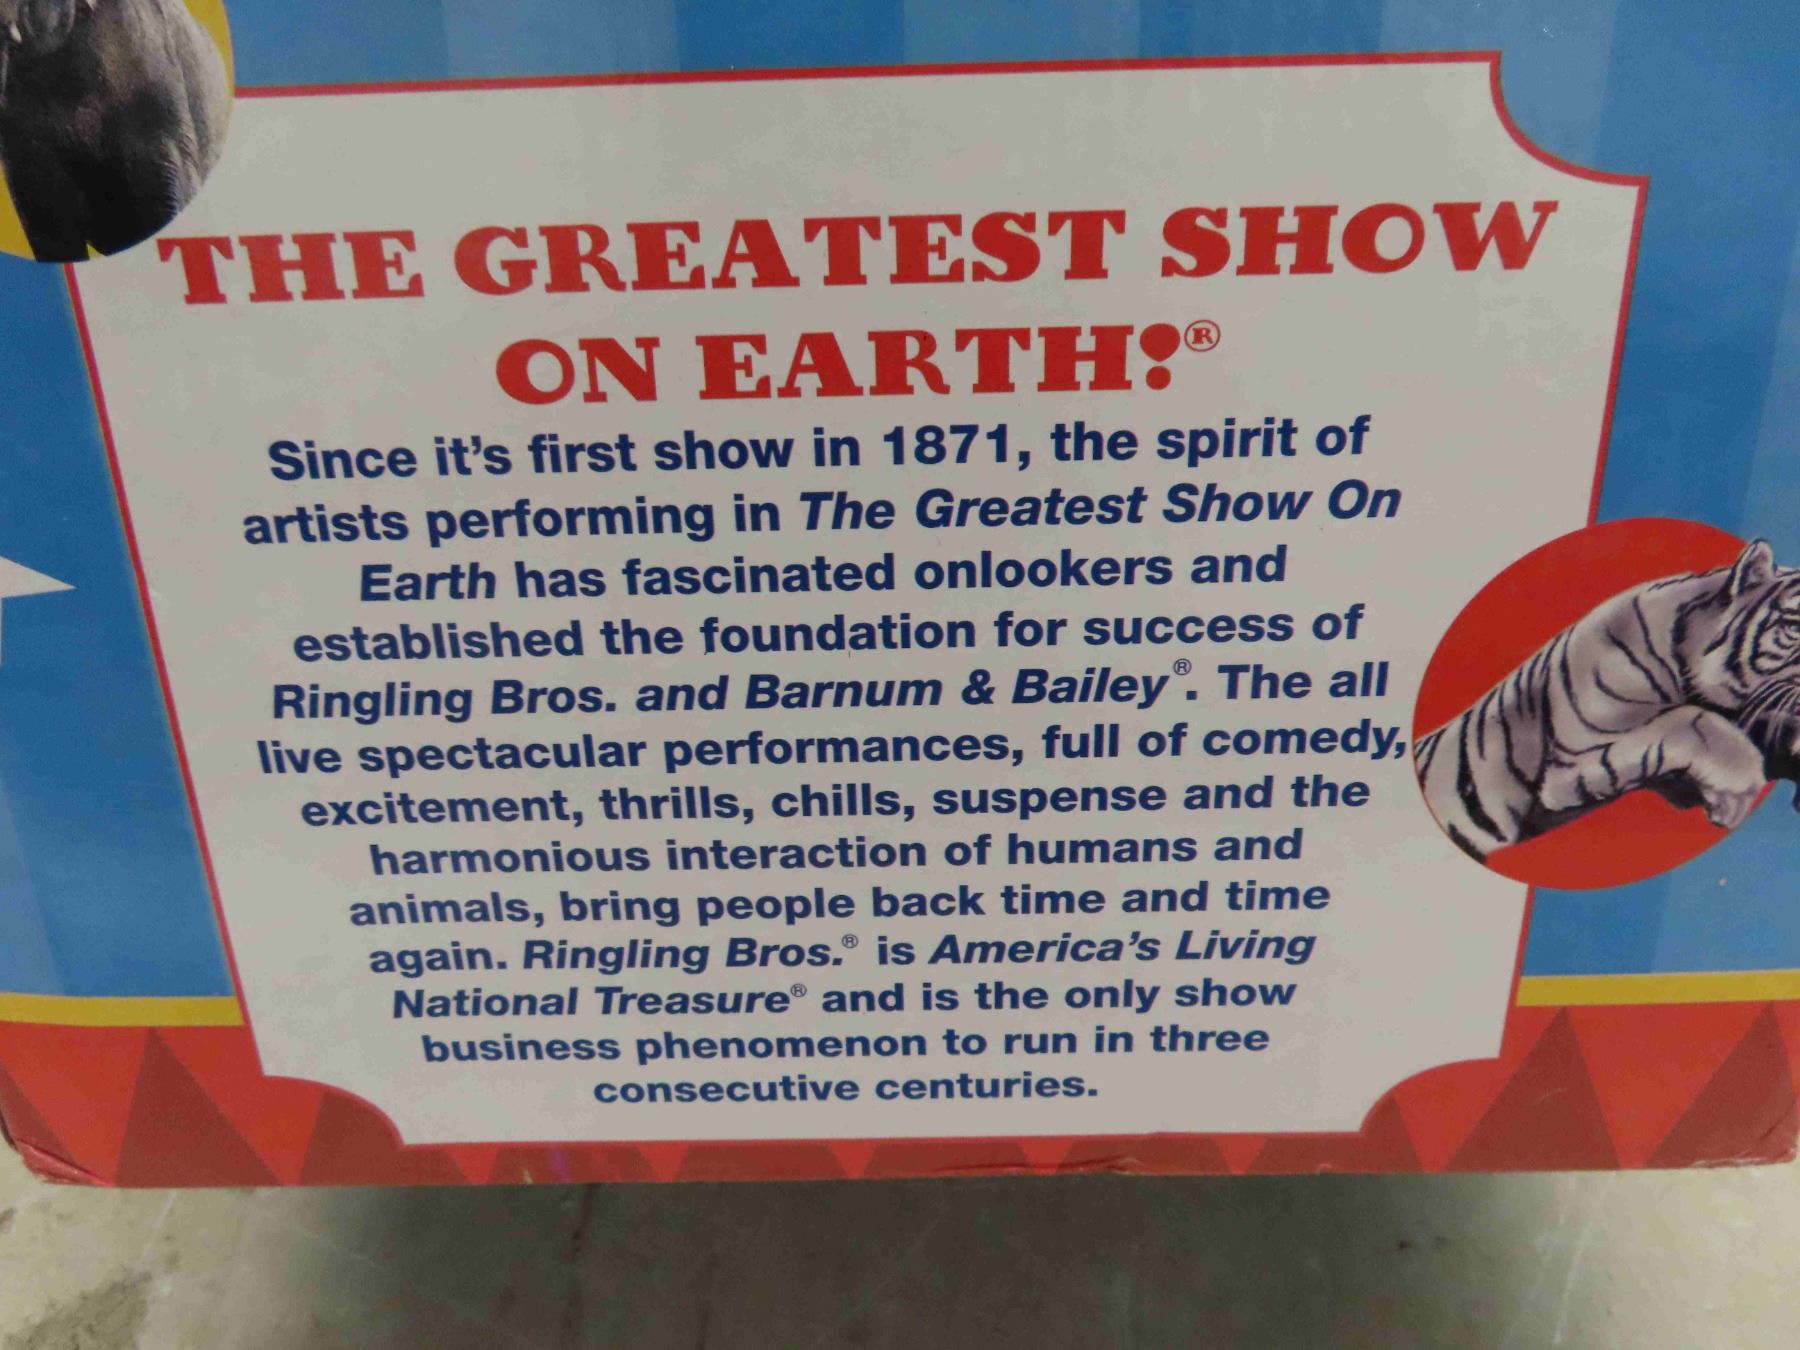 THE GREATEST SHOW
ON EARTH!®
Since it's first show in 1871, the spirit of
artists performing in The Greatest Show On
Earth has fascinated onlookers and
established the foundation for success of
Ringling Bros. and Barnum & Bailey®. The all
live spectacular performances, full of comedy,
excitement, thrills, chills, suspense and the
harmonious interaction of humans and
animals, bring people back time and time
again. Ringling Bros.® is America's Living
National Treasure® and is the only show
business phenomenon to run in three
consecutive centuries.